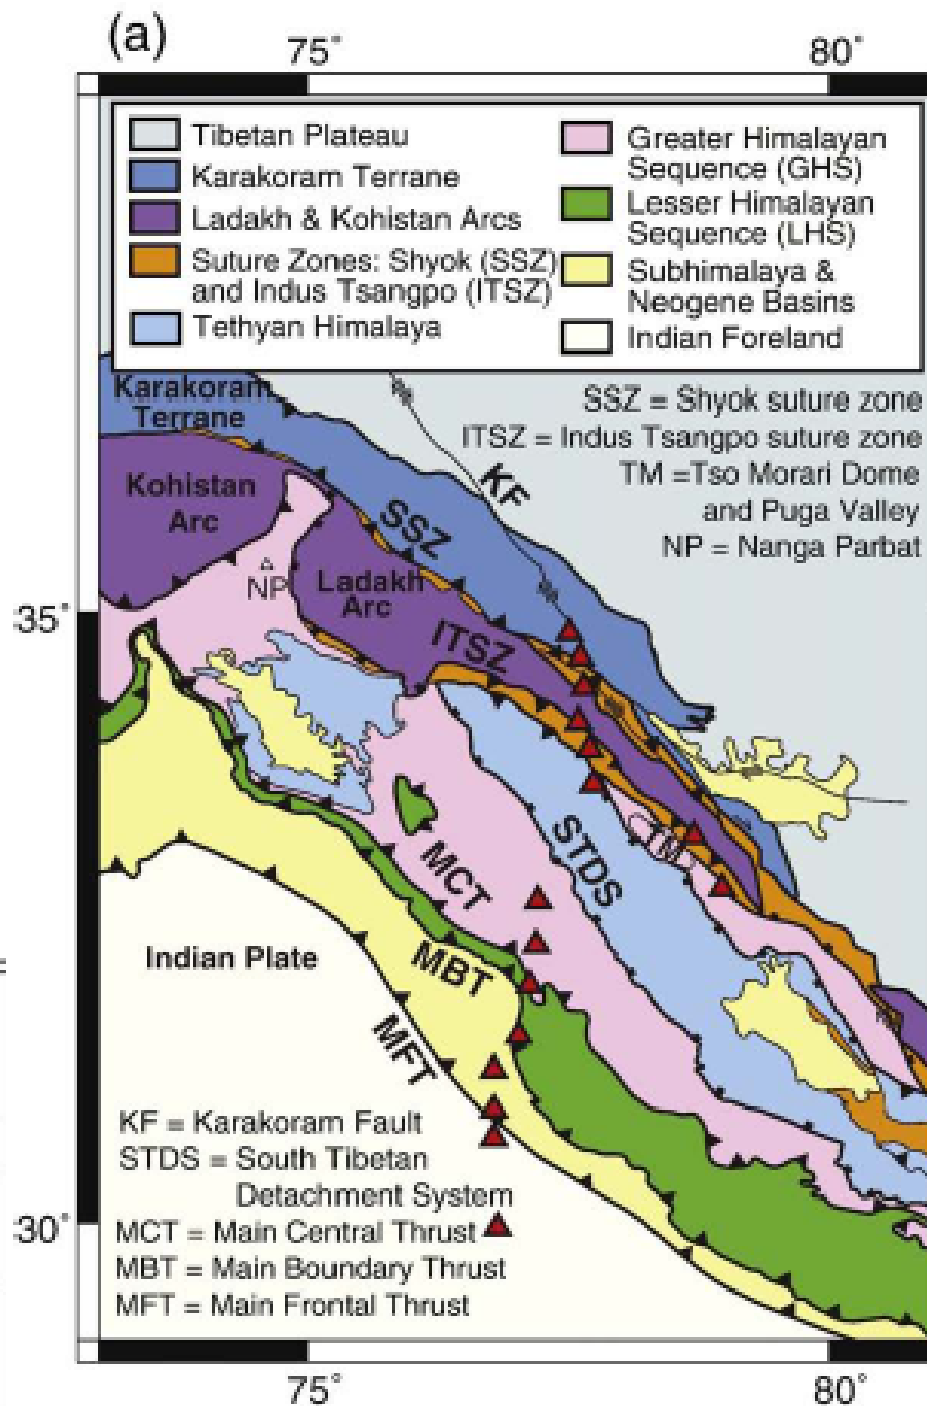 (a)
75°
80°
Tibetan Plateau
Karakoram Terrane
Ladakh & Kohistan Arcs
Suture Zones: Shyok (SSZ)
and Indus Tsangpo (ITSZ)
Tethyan Himalaya
Greater Himalayan
Sequence (GHS)
Lesser Himalayan
Sequence (LHS)
Subhimalaya &
Neogene Basins
Indian Foreland
SSZ = Shyok suture zone
ITSZ = Indus Tsangpo suture zone
TM =Tso Morari Dome
and Puga Valley
NP = Nanga Parbat
Karakoram
Terrane
Kohistan
Arc
KF
SSZ
NP
Ladakh
Arc
35°
ITSZ
STDS
TM
MCT
Indian Plate
MBT
MFT
KF = Karakoram Fault
STDS = South Tibetan
Detachment System
30°
MCT = Main Central Thrust
MBT = Main Boundary Thrust
MFT = Main Frontal Thrust
75°
80°